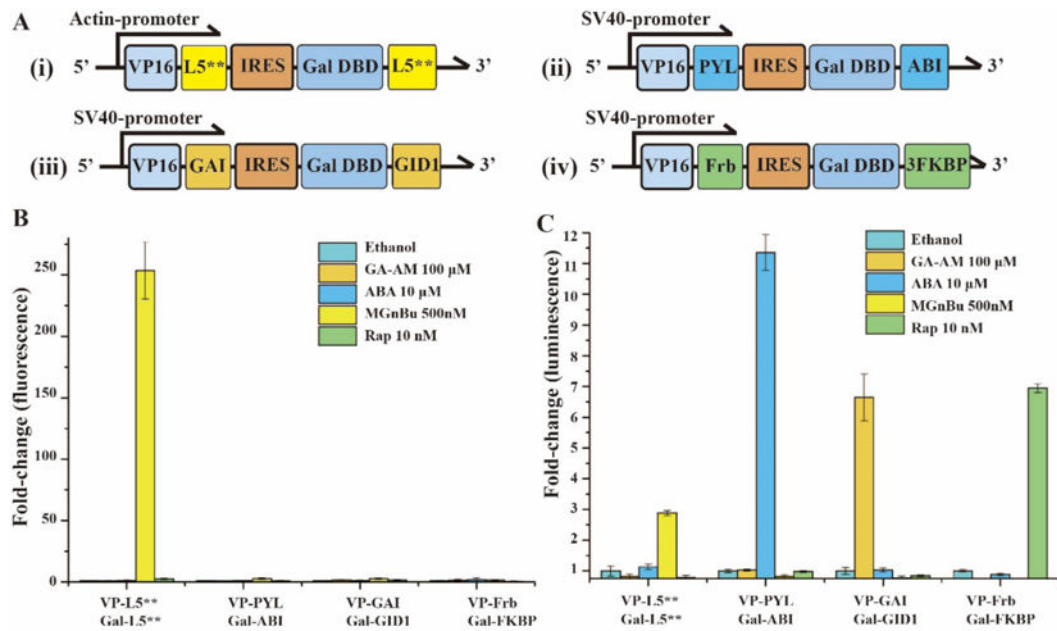 A
Actin-promoter
(i) 5’ VP16 L5** IRES Gal DBD L5** 3’
SV40-promoter
(ii) 5’ VP16 PYL IRES Gal DBD ABI 3’
SV40-promoter
(iii) 5’ VP16 GAI IRES Gal DBD GID1 3’
SV40-promoter
(iv) 5’ VP16 Frb IRES Gal DBD 3FKBP 3’
B
Fold-change (fluorescence)
250
200
150
100
50
0
Ethanol
GA-AM 100 µM
ABA 10 µM
MGnBu 500nM
Rap 10 nM
VP-L5** VP-PYL VP-GAI VP-Frb
Gal-L5** Gal-ABI Gal-GID1 Gal-FKBP
C
Fold-change (luminescence)
12
11
12
10
9
8
7
6
5
4
3
2
1
Ethanol
GA-AM 100 µM
ABA 10 µM
MGnBu 500nM
Rap 10 nM
VP-L5** VP-PYL VP-GAI VP-Frb
Gal-L5** Gal-ABI Gal-GID1 Gal-FKBP